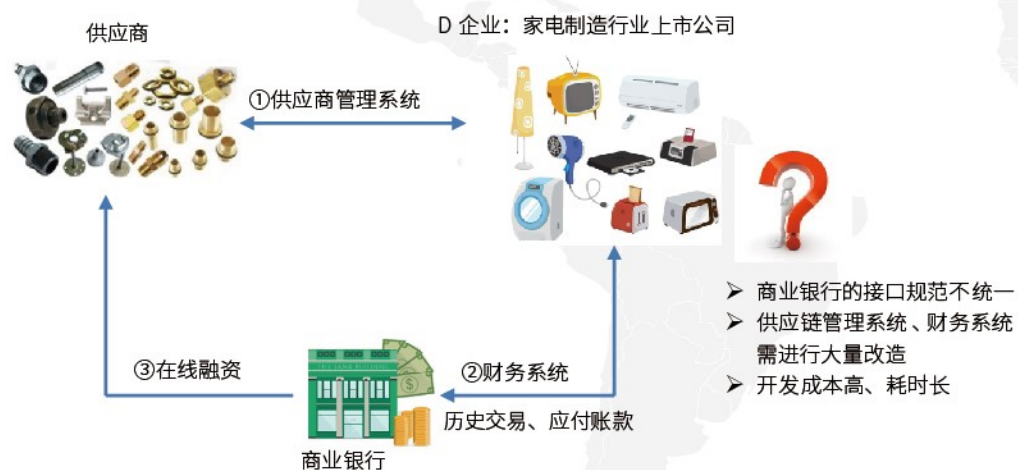 供应商
D 企业：家电制造行业上市公司
①供应商管理系统
➢ 商业银行的接口规范不统一
➢ 供应链管理系统、财务系统
需进行大量改造
➢ 开发成本高、耗时长
③在线融资
②财务系统
历史交易、应付账款
商业银行